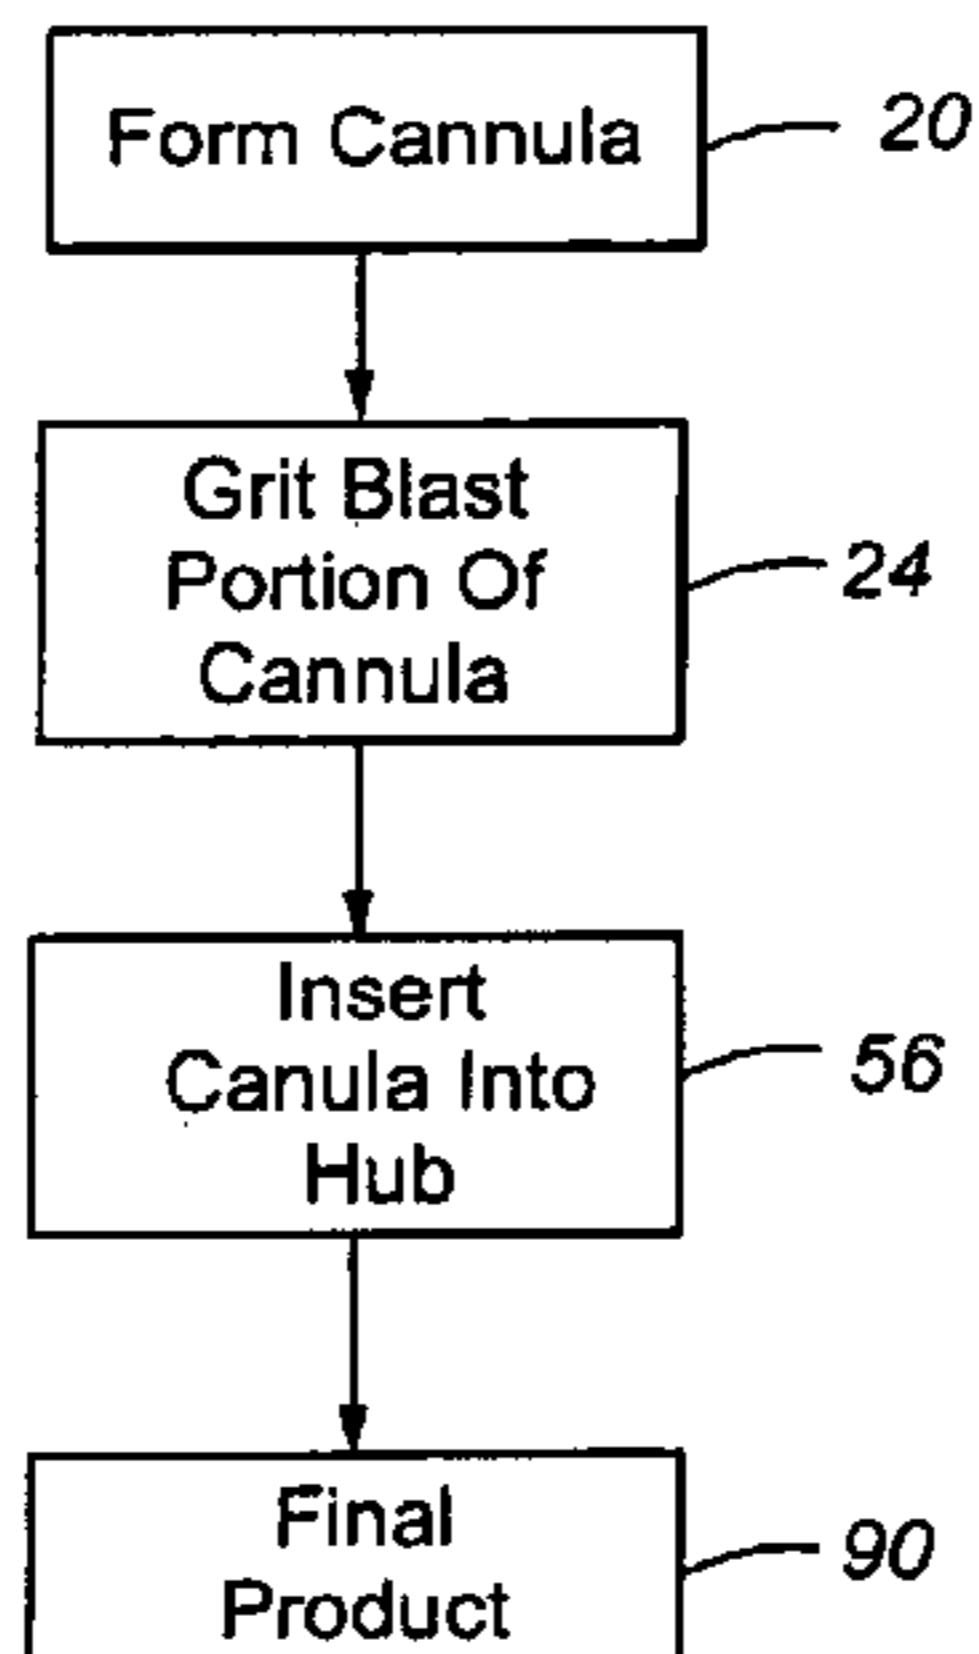 Form Cannula
20
Grit Blast
Portion Of
Cannula
24
Insert
Canula Into
Hub
56
Final
Product
90